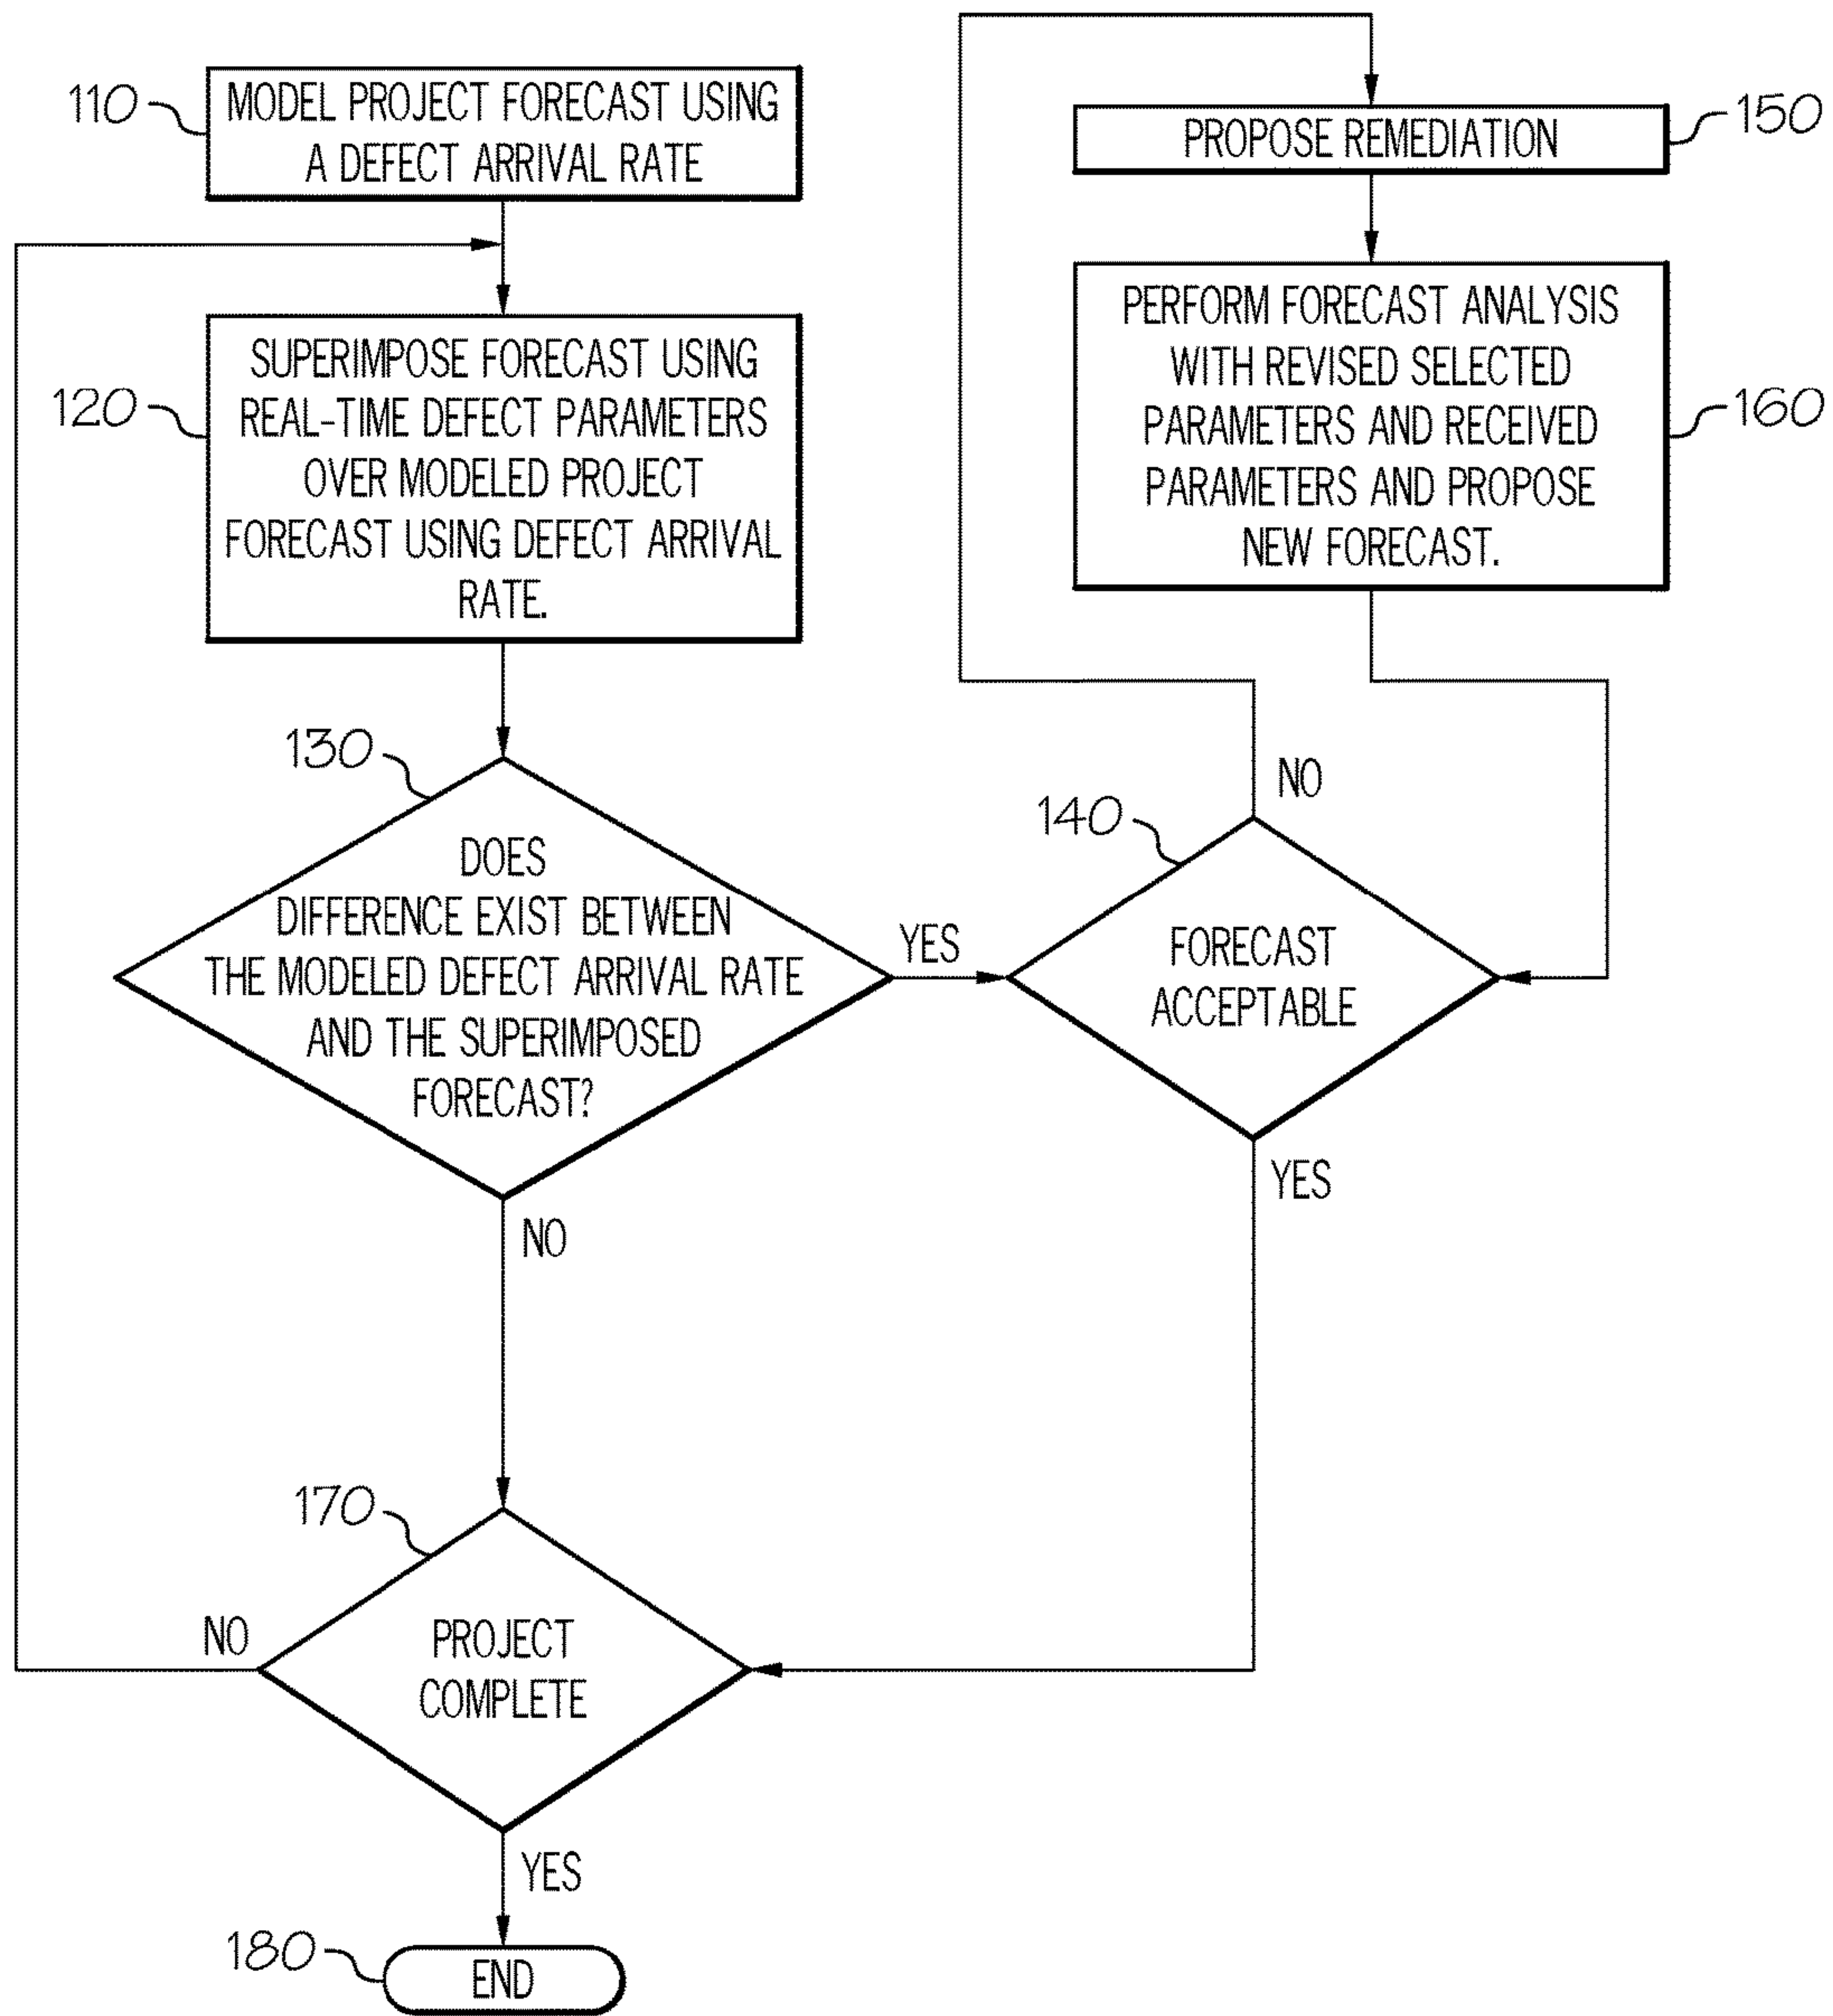 110
MODEL PROJECT FORECAST USING
A DEFECT ARRIVAL RATE
120
SUPERIMPOSE FORECAST USING
REAL-TIME DEFECT PARAMETERS
OVER MODELED PROJECT
FORECAST USING DEFECT ARRIVAL
RATE.
130
DOES
DIFFERENCE EXIST BETWEEN
THE MODELED DEFECT ARRIVAL RATE
AND THE SUPERIMPOSED
FORECAST?
YES
NO
140
FORECAST
ACCEPTABLE
NO
YES
150
PROPOSE REMEDIATION
160
PERFORM FORECAST ANALYSIS
WITH REVISED SELECTED
PARAMETERS AND RECEIVED
PARAMETERS AND PROPOSE
NEW FORECAST.
170
PROJECT
COMPLETE
NO
YES
180
END